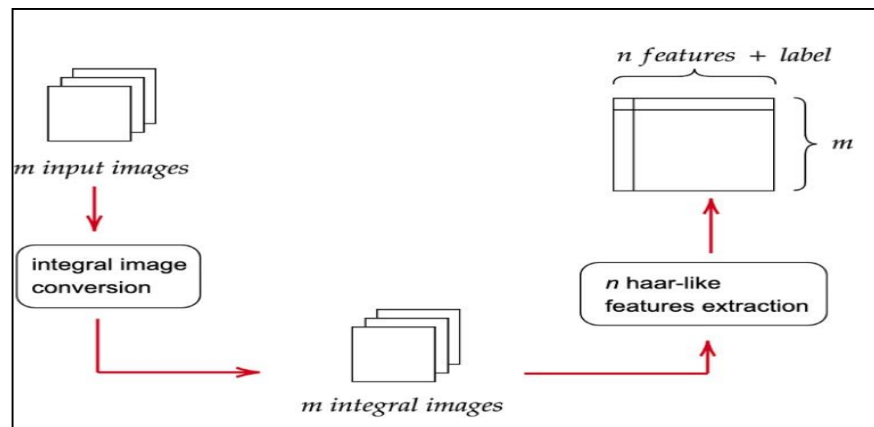 n features + label
m
m input images
integral image
conversion
n haar-like
features extraction
m integral images